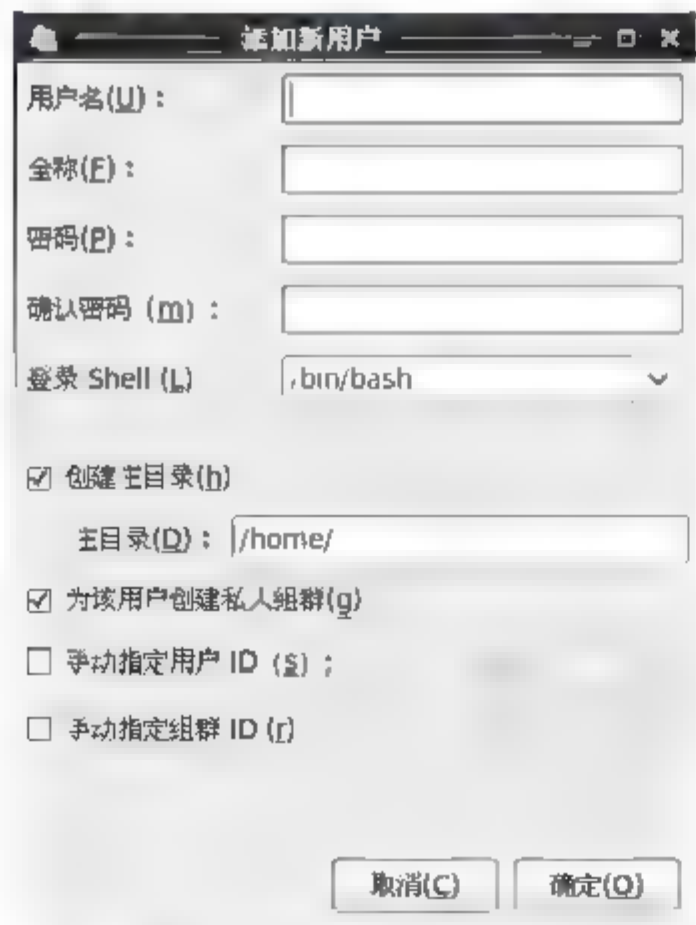 添加新用户
用户名(U)：
全称(F)：
密码(P)：
确认密码 (m)：
登录 Shell (L) /bin/bash
创建主目录(h)
主目录(D)： /home/
为该用户创建私人组群(g)
手动指定用户 ID (s)：
手动指定组群 ID (r)
取消(C) 确定(O)